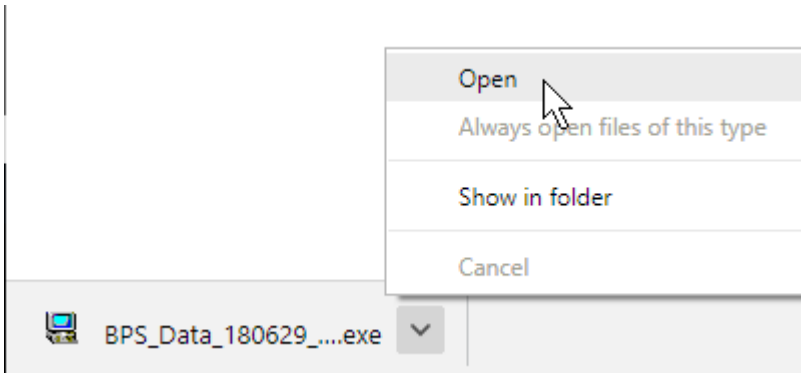 Open
Always open files of this type
Show in folder
Cancel
BPS_Data_180629_....exe